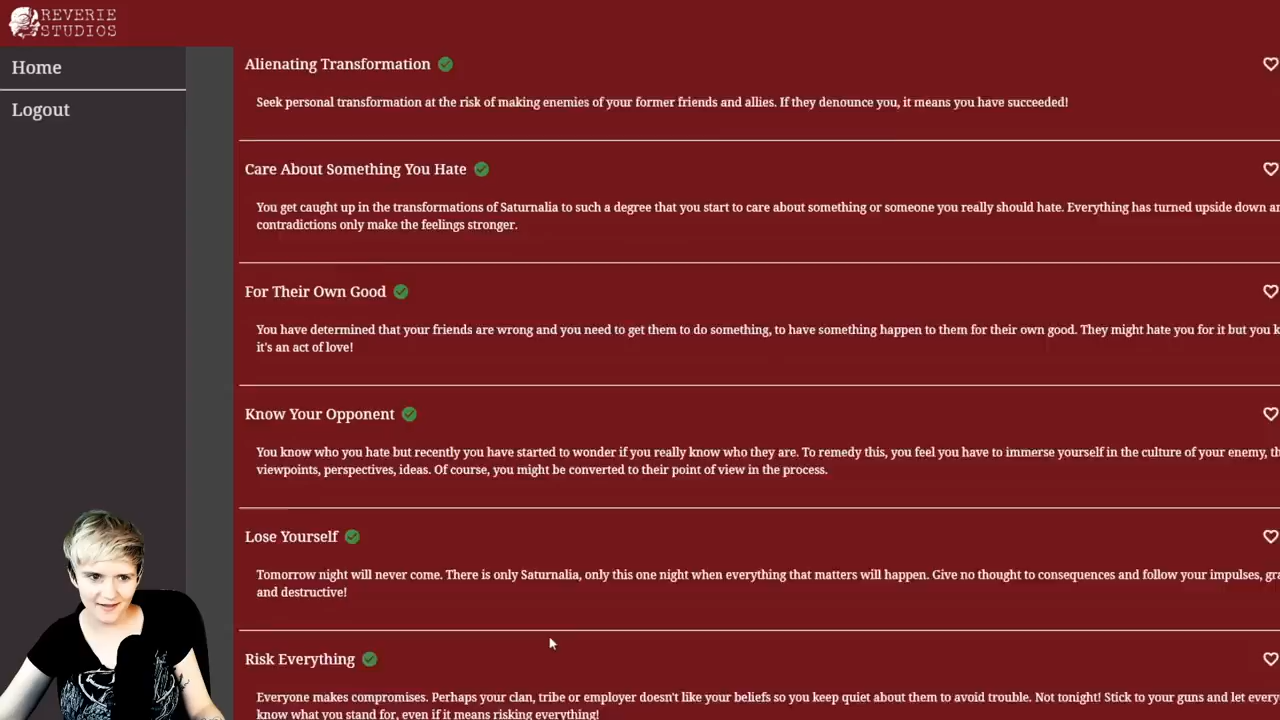 REVERIE
STUDIOS
Home
Logout
Alienating Transformation
Seek personal transformation at the risk of making enemies of your former friends and allies. If they denounce you, it means you have succeeded!
Care About Something You Hate
You get caught up in the transformations of Saturnalia to such a degree that you start to care about something or someone you really should hate. Everything has turned upside down
contradictions only make the feelings stronger.
For Their Own Good
You have determined that your friends are wrong and you need to get them to do something, to have something happen to them for their own good. They might hate you for it but you
it's an act of love!
Know Your Opponent
You know who you hate but recently you have started to wonder if you really know who they are. To remedy this, you feel you have to immerse yourself in the culture of your enemy,
viewpoints, perspectives, ideas. Of course, you might be converted to their point of view in the process.
Lose Yourself
Tomorrow night will never come. There is only Saturnalia, only this one night when everything that matters will happen. Give no thought to consequences and follow your impulses,
and destructive!
Risk Everything
Everyone makes compromises. Perhaps your clan, tribe or employer doesn't like your beliefs so you keep quiet about them to avoid trouble. Not tonight! Stick to your guns and let
know what you stand for, even if it means risking everything!